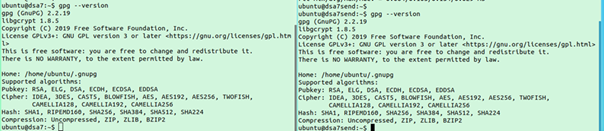 ubuntu@dsa7:~$ gpg --version
gpg (GnuPG) 2.2.19
libgcrypt 1.8.5
Copyright (C) 2019 Free Software Foundation, Inc.
License GPLv3+: GNU GPL version 3 or later <https://gnu.org/licenses/gpl.htm
l>
This is free software: you are free to change and redistribute it.
There is NO WARRANTY, to the extent permitted by law.

Home: /home/ubuntu/.gnupg
Supported algorithms:
Pubkey: RSA, ELG, DSA, ECDH, ECDSA, EDDSA
Cipher: IDEA, 3DES, CAST5, BLOWFISH, AES, AES192, AES256, TWOFISH,
CAMELLIA128, CAMELLIA192, CAMELLIA256
Hash: SHA1, RIPEMD160, SHA256, SHA384, SHA512, SHA224
Compression: Uncompressed, ZIP, ZLIB, BZIP2
ubuntu@dsa7:~$
ubuntu@dsa7send:~$
ubuntu@dsa7send:~$ gpg --version
gpg (GnuPG) 2.2.19
libgcrypt 1.8.5
Copyright (C) 2019 Free Software Foundation, Inc.
License GPLv3+: GNU GPL version 3 or later <https://gnu.org/licenses/gpl.html>
This is free software: you are free to change and redistribute it.
There is NO WARRANTY, to the extent permitted by law.

Home: /home/ubuntu/.gnupg
Supported algorithms:
Pubkey: RSA, ELG, DSA, ECDH, ECDSA, EDDSA
Cipher: IDEA, 3DES, CAST5, BLOWFISH, AES, AES192, AES256, TWOFISH,
CAMELLIA128, CAMELLIA192, CAMELLIA256
Hash: SHA1, RIPEMD160, SHA256, SHA384, SHA512, SHA224
Compression: Uncompressed, ZIP, ZLIB, BZIP2
ubuntu@dsa7send:~$